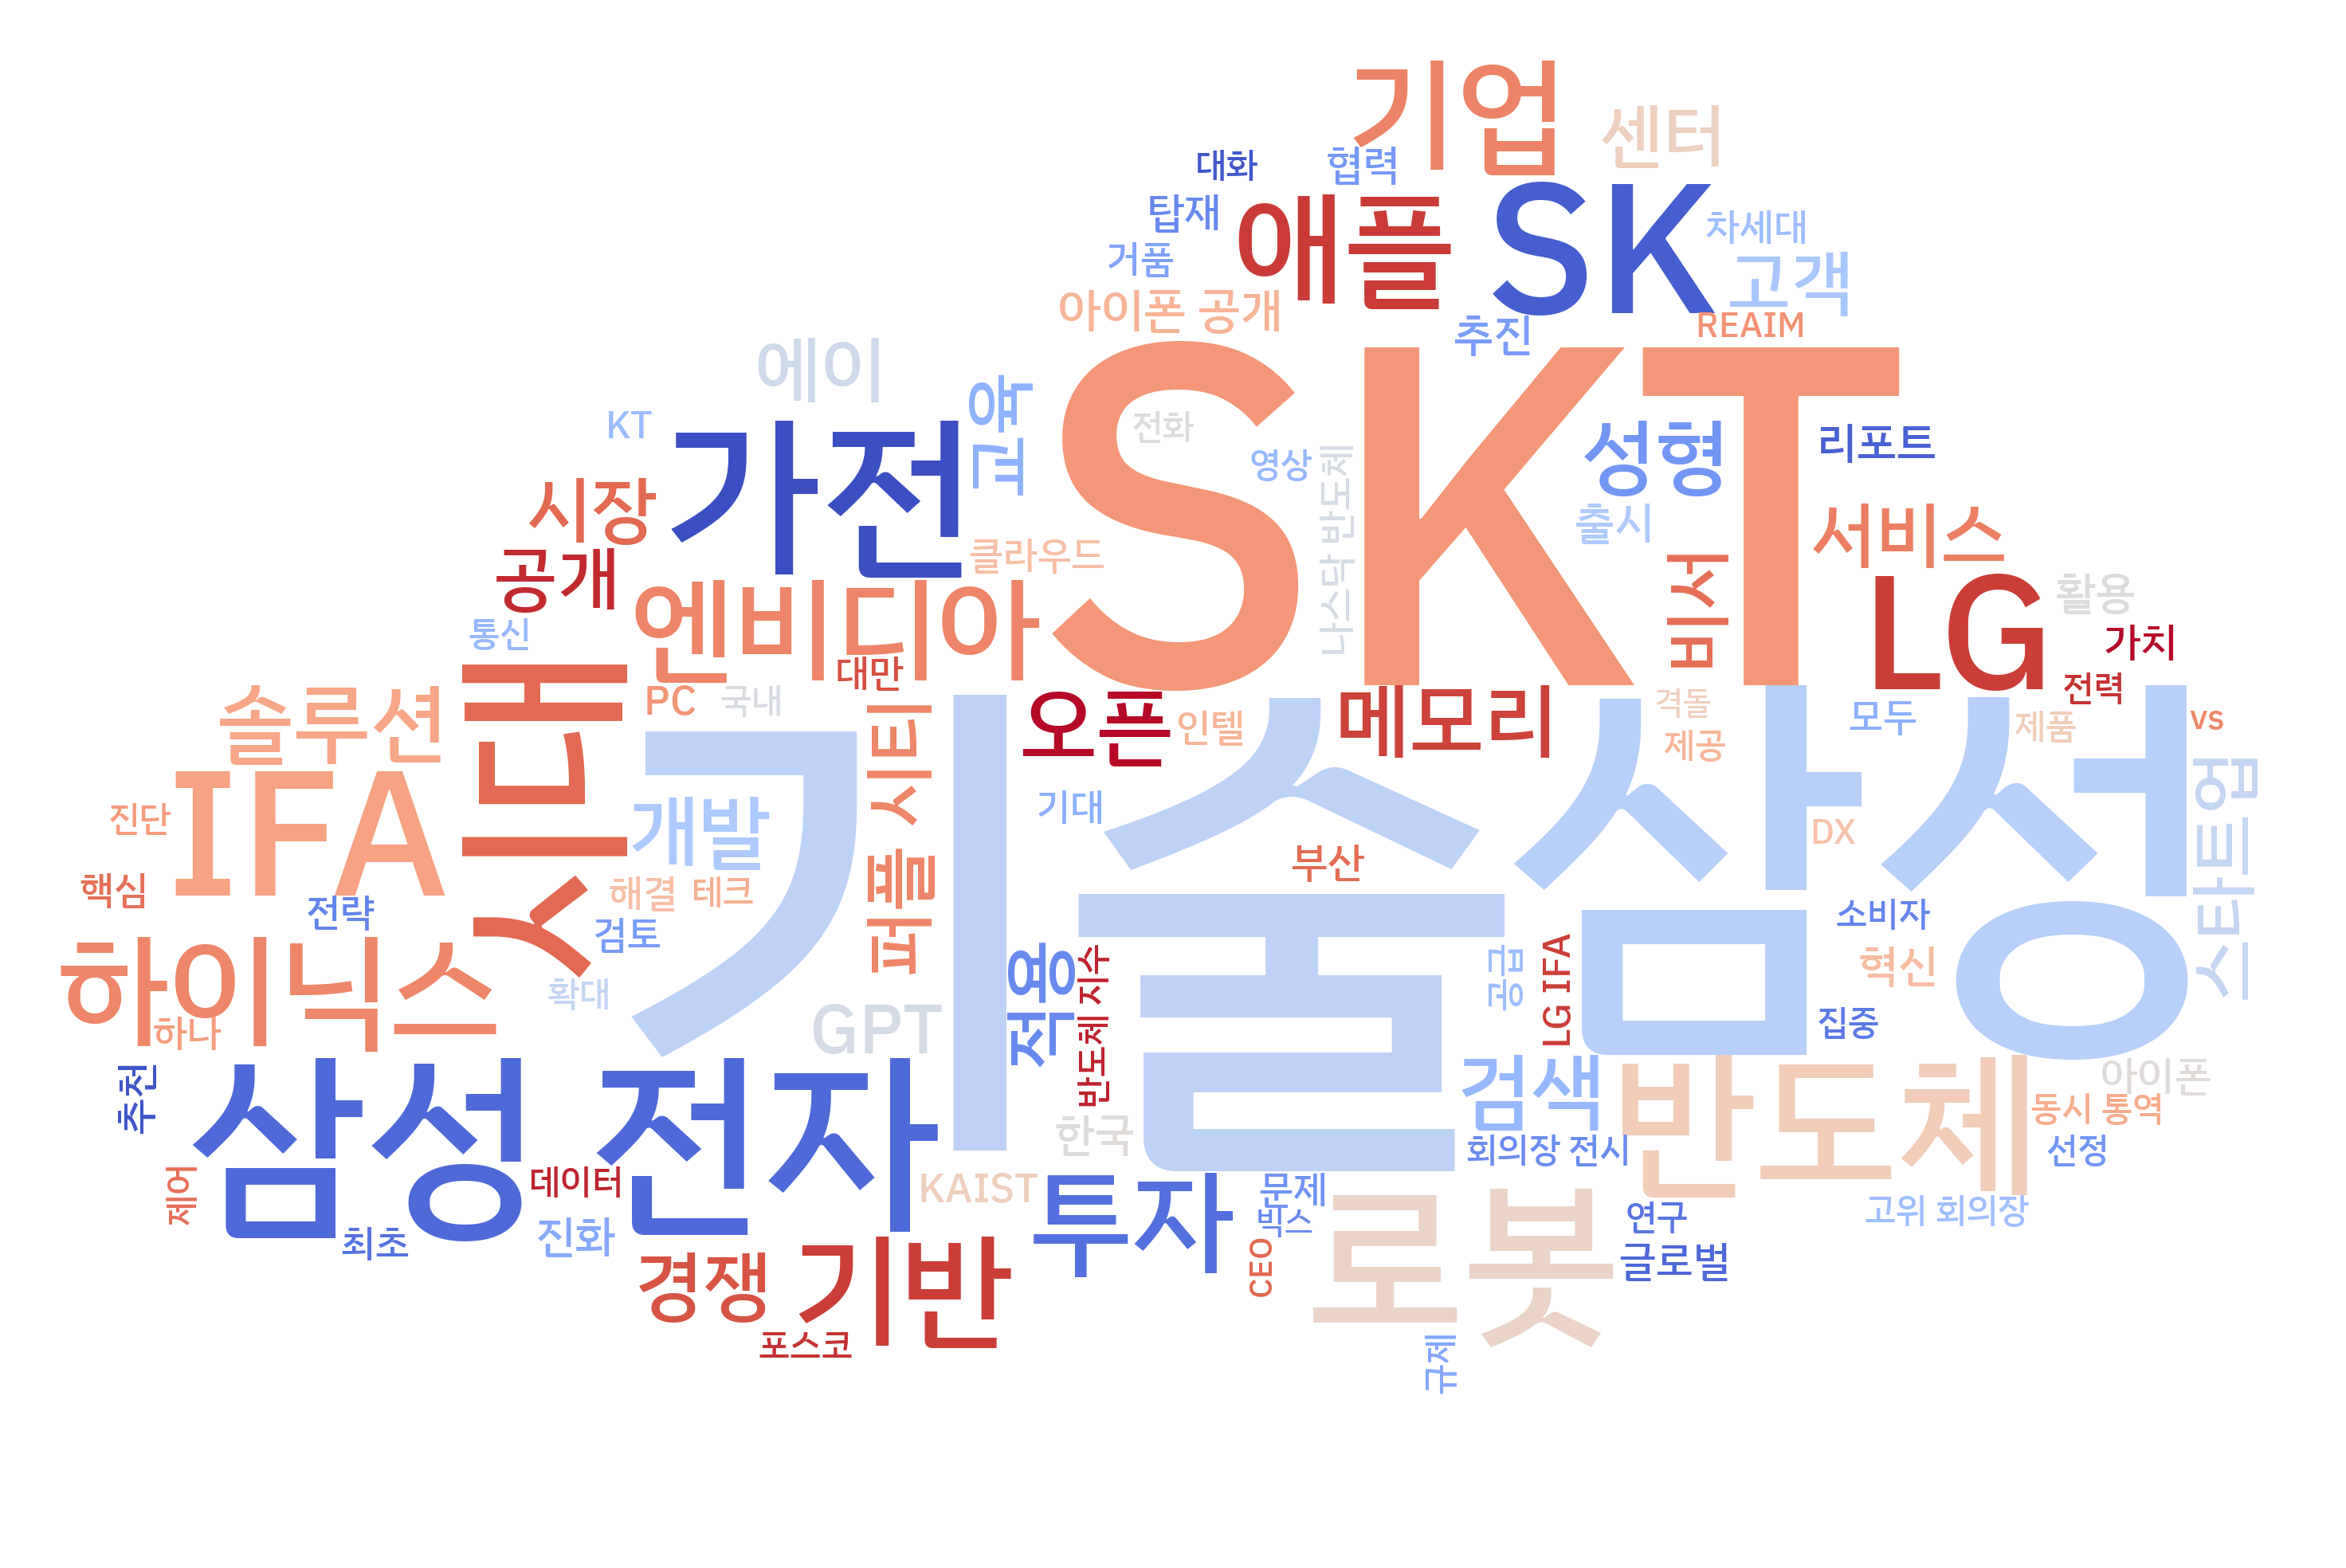 기업
센터
대화
협력
탑재
애플
SK
차세대
거품
고객
아이폰 공개
추진
REAIM
에이
SKT
교육
KT
가전
전화
성형
리포트
영상
나스닥 반도체
시장
출시
서비스
클라우드
공개
비서
엔비디아
LG
활용
통신
가치
대만
스냅드
전력
솔루션
PC
국내
오픈
인텔
메모리
격돌
모두
제품
VS
제공
기술
삼성
퍼플 시티
IFA
개발
기대
DX
스타트업
진단
부산
핵심
해결
테크
전략
소비자
검토
하이닉스
적용
반도체 지수
공급
LG IFA
혁신
확대
GPT
하나
집중
추천
삼성 전자
검색
반도체
아이폰
동시 통역
한국
회의장 전시
선정
제어
데이터
KAIST
투자
문제
로봇
고위 회의장
연구
빅스
최초
진화
CEO
글로벌
경쟁
기반
포스코
규제